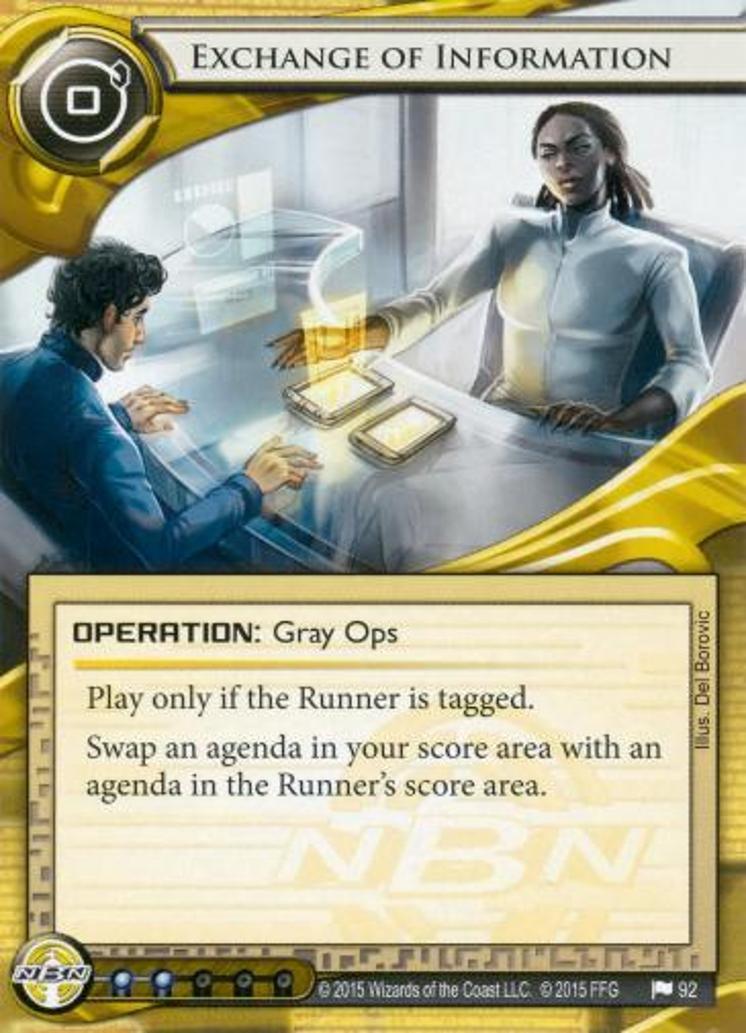 0
EXCHANGE OF INFORMATION
OPERATION: Gray Ops
Play only if the Runner is tagged.
Swap an agenda in your score area with an
agenda in the Runner's score area.
NBN
Illus. Del Borovic
NBN
© 2015 Wizards of the Coast LLC. © 2015 FFG
92